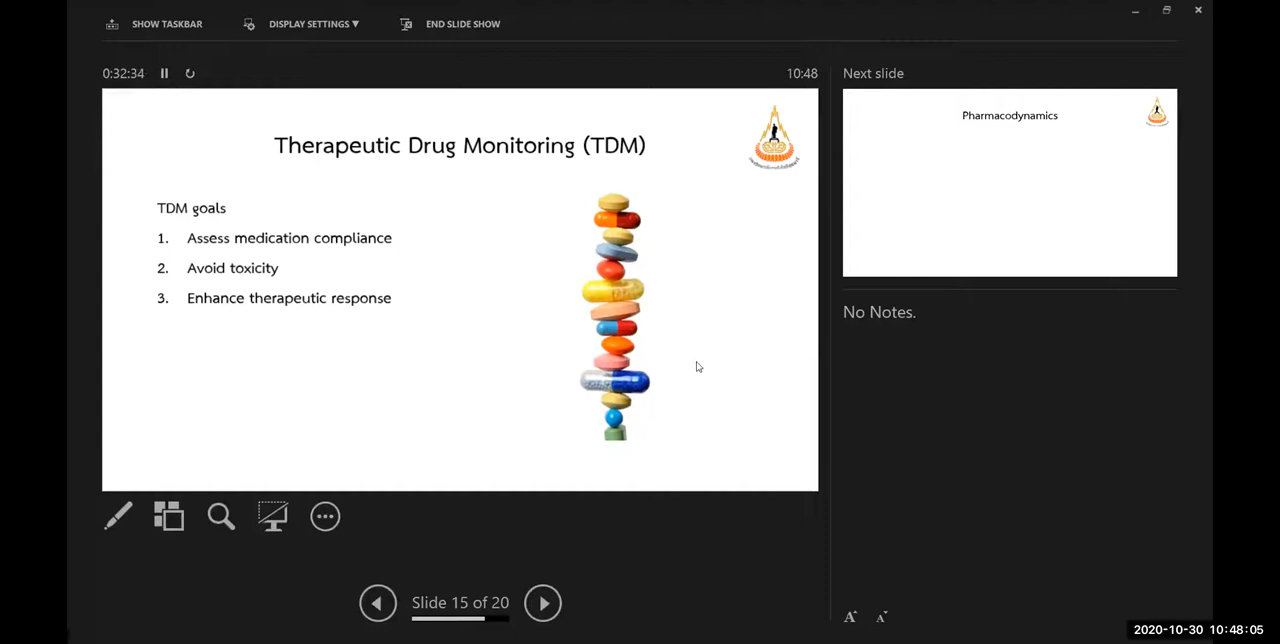 SHOW TASKBAR
DISPLAY SETTINGS ▼
END SLIDE SHOW
0:32:34
10:48
Next slide
Therapeutic Drug Monitoring (TDM)
TDM goals
1. Assess medication compliance
2. Avoid toxicity
3. Enhance therapeutic response
Pharmacodynamics
No Notes.
Slide 15 of 20
A A
2020-10-30 10:48:05